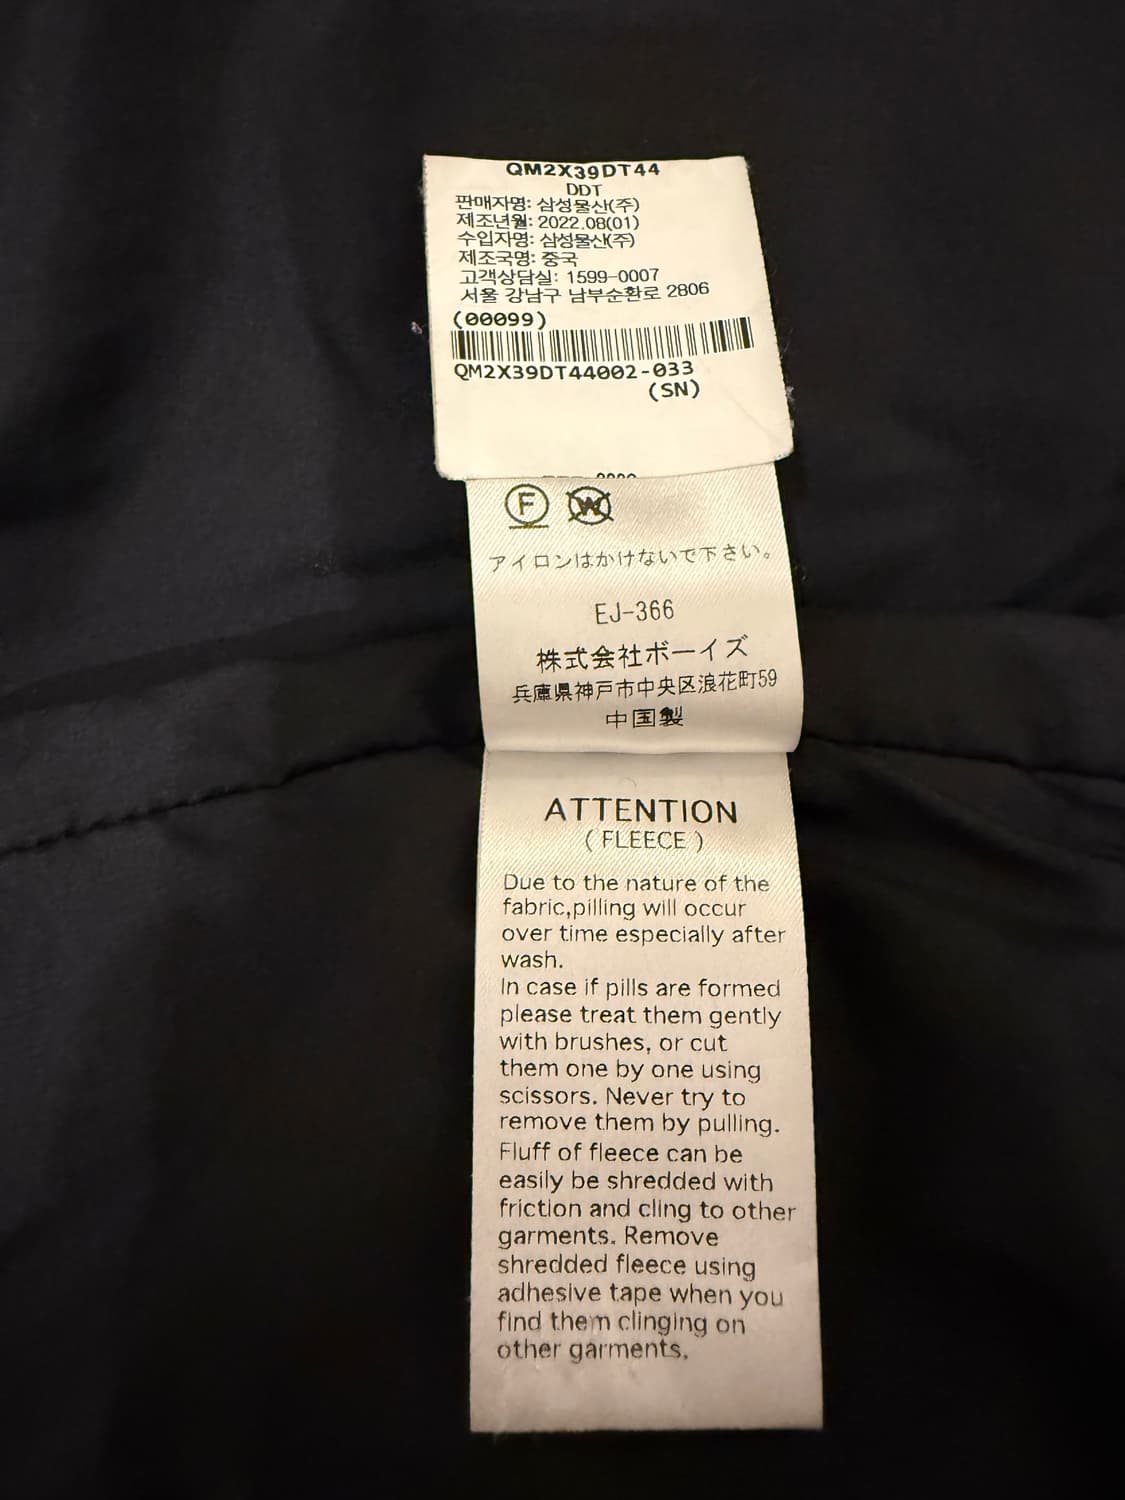 QM2X39DT44
DDT
판매자명: 삼성물산(주)
제조년월: 2022.08(01)
수입자명: 삼성물산(주)
제조국명: 중국
고객상담실: 1599-0007
서울 강남구 남부순환로 2806
(00099)
QM2X39DT44002-033
(SN)
F W
アイロンはかけないで下さい。
EJ-366
株式会社ボーイズ
兵庫県神戸市中央区浪花町59
中国製
ATTENTION
( FLEECE )
Due to the nature of the
fabric,pilling will occur
over time especially after
wash.
In case if pills are formed
please treat them gently
with brushes, or cut
them one by one using
scissors. Never try to
remove them by pulling.
Fluff of fleece can be
easily be shredded with
friction and cling to other
garments. Remove
shredded fleece using
adhesive tape when you
find them clinging on
other garments.